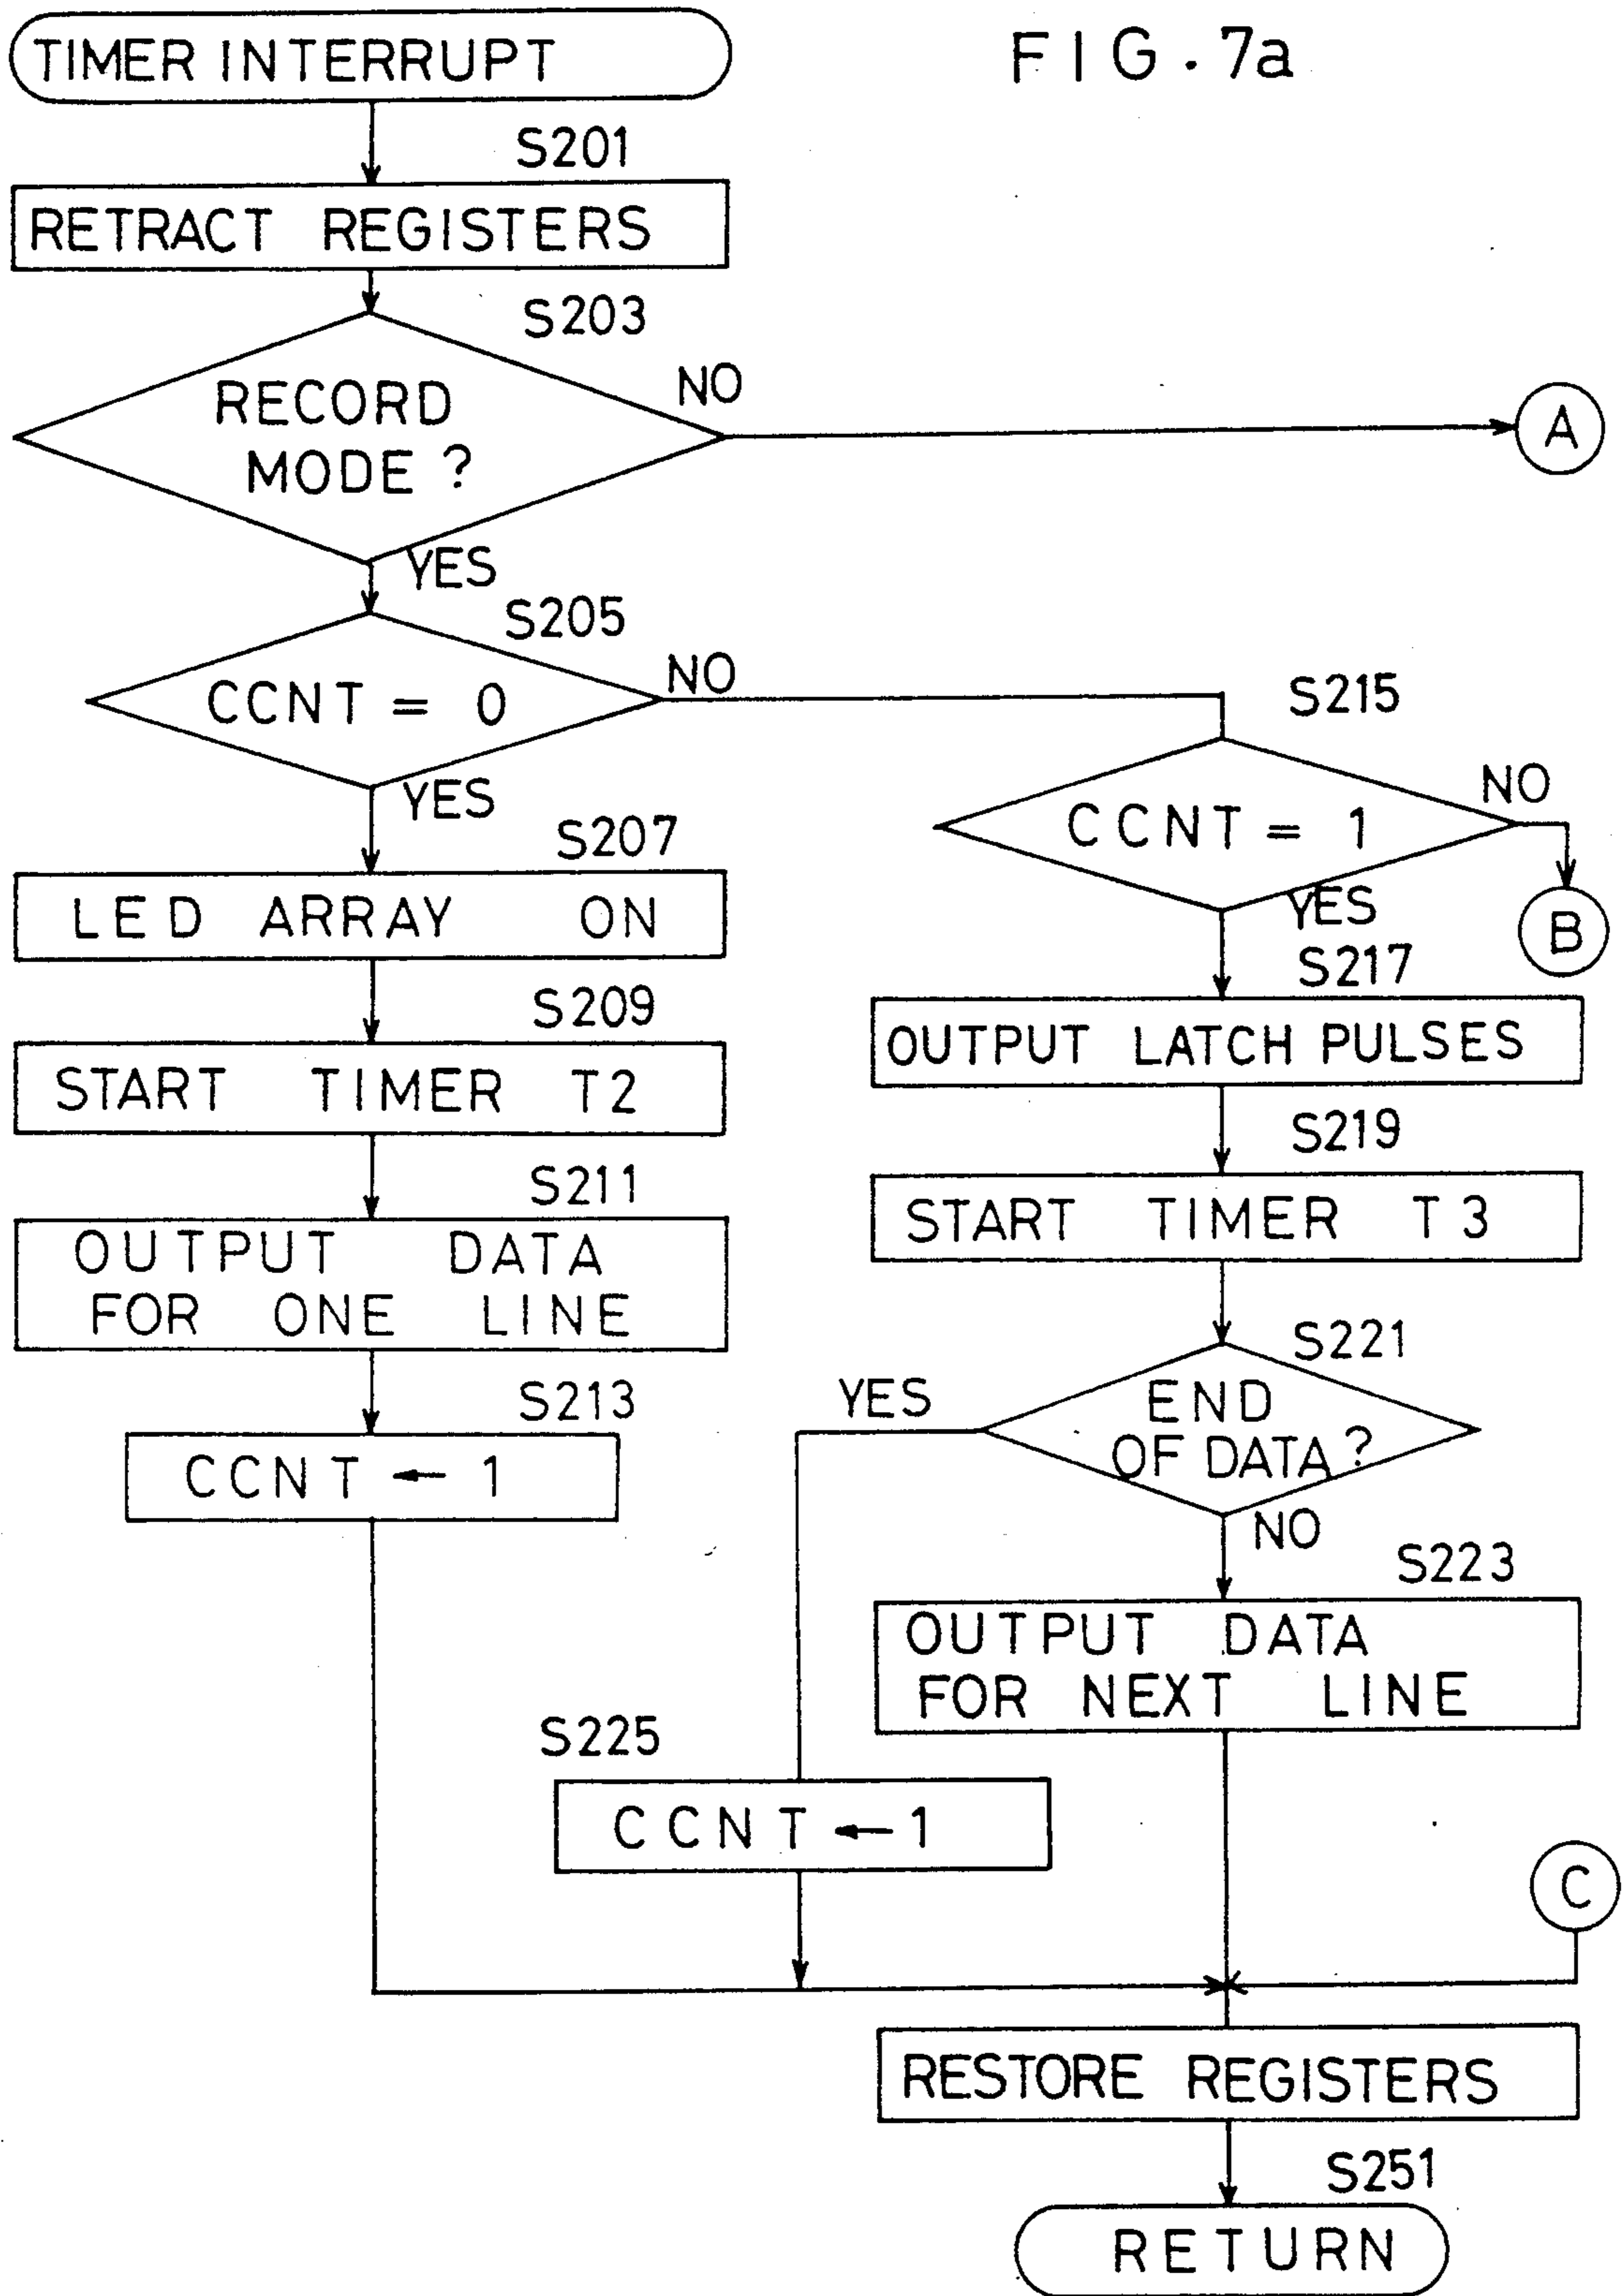 FIG. 7a
TIMER INTERRUPT
S201
RETRACT REGISTERS
S203
RECORD
MODE ?
NO
A
YES
S205
CCNT = 0
NO
YES
S207
LED ARRAY ON
S209
START TIMER T2
S211
OUTPUT DATA
FOR ONE LINE
S213
CCNT ← 1
S215
CCNT = 1
NO
B
YES
S217
OUTPUT LATCH PULSES
S219
START TIMER T3
S221
END
OF DATA ?
YES
NO
S223
OUTPUT DATA
FOR NEXT LINE
S225
CCNT ← 1
C
RESTORE REGISTERS
S251
RETURN